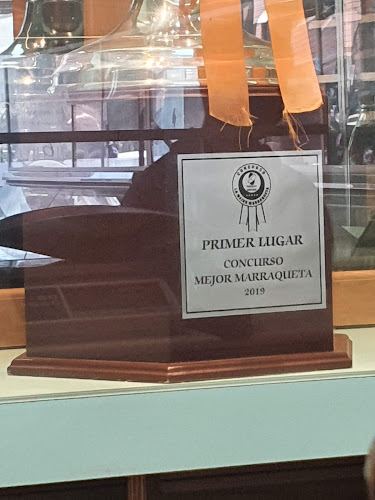 PRIMER LUGAR
CONCURSO
MEJOR MARRAQUETA
2019